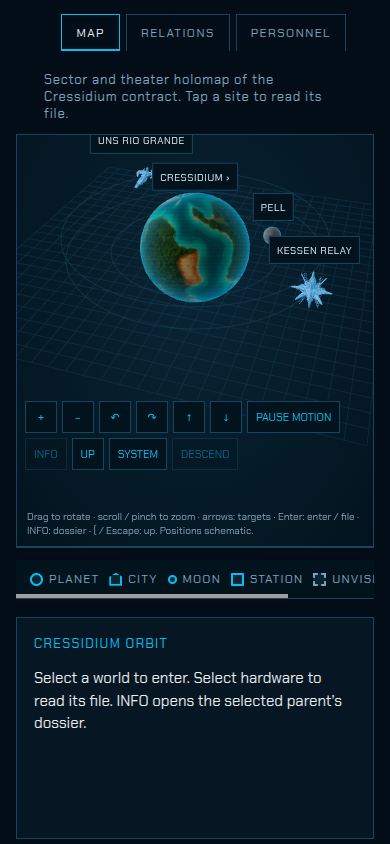 MAP
RELATIONS
PERSONNEL
Sector and theater holomap of the
Cressidium contract. Tap a site to read its
file.
UNS RIO GRANDE
CRESSIDIUM ›
PELL
KESSEN RELAY
+
−
↶
↷
↑
↓
PAUSE MOTION
INFO
UP
SYSTEM
DESCEND
Drag to rotate · scroll / pinch to zoom · arrows: targets · Enter: enter / file ·
INFO: dossier · [ / Escape: up. Positions schematic.
PLANET
CITY
MOON
STATION
UNVIS
CRESSIDIUM ORBIT
Select a world to enter. Select hardware to
read its file. INFO opens the selected parent's
dossier.